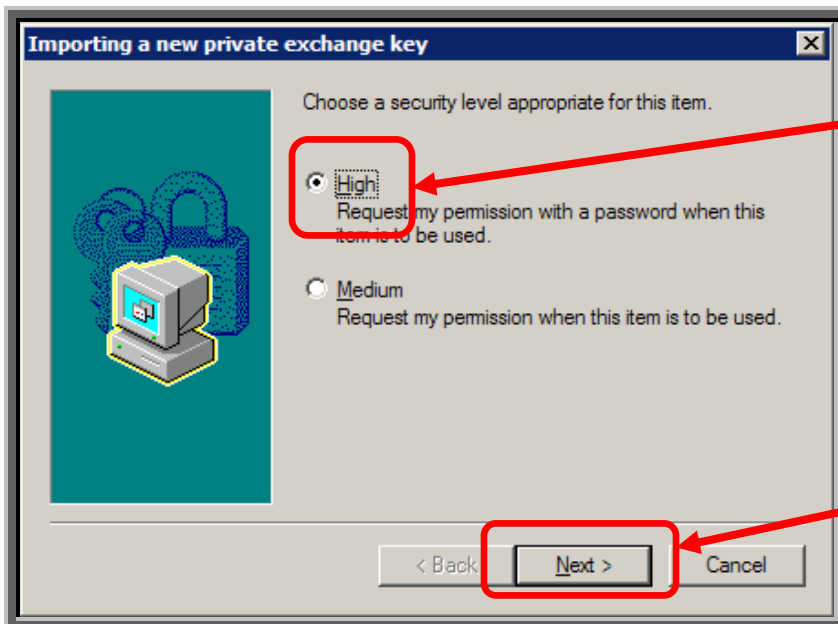 Importing a new private exchange key
Choose a security level appropriate for this item.
High
Request my permission with a password when this
item is to be used.
Medium
Request my permission when this item is to be used.
< Back
Next >
Cancel